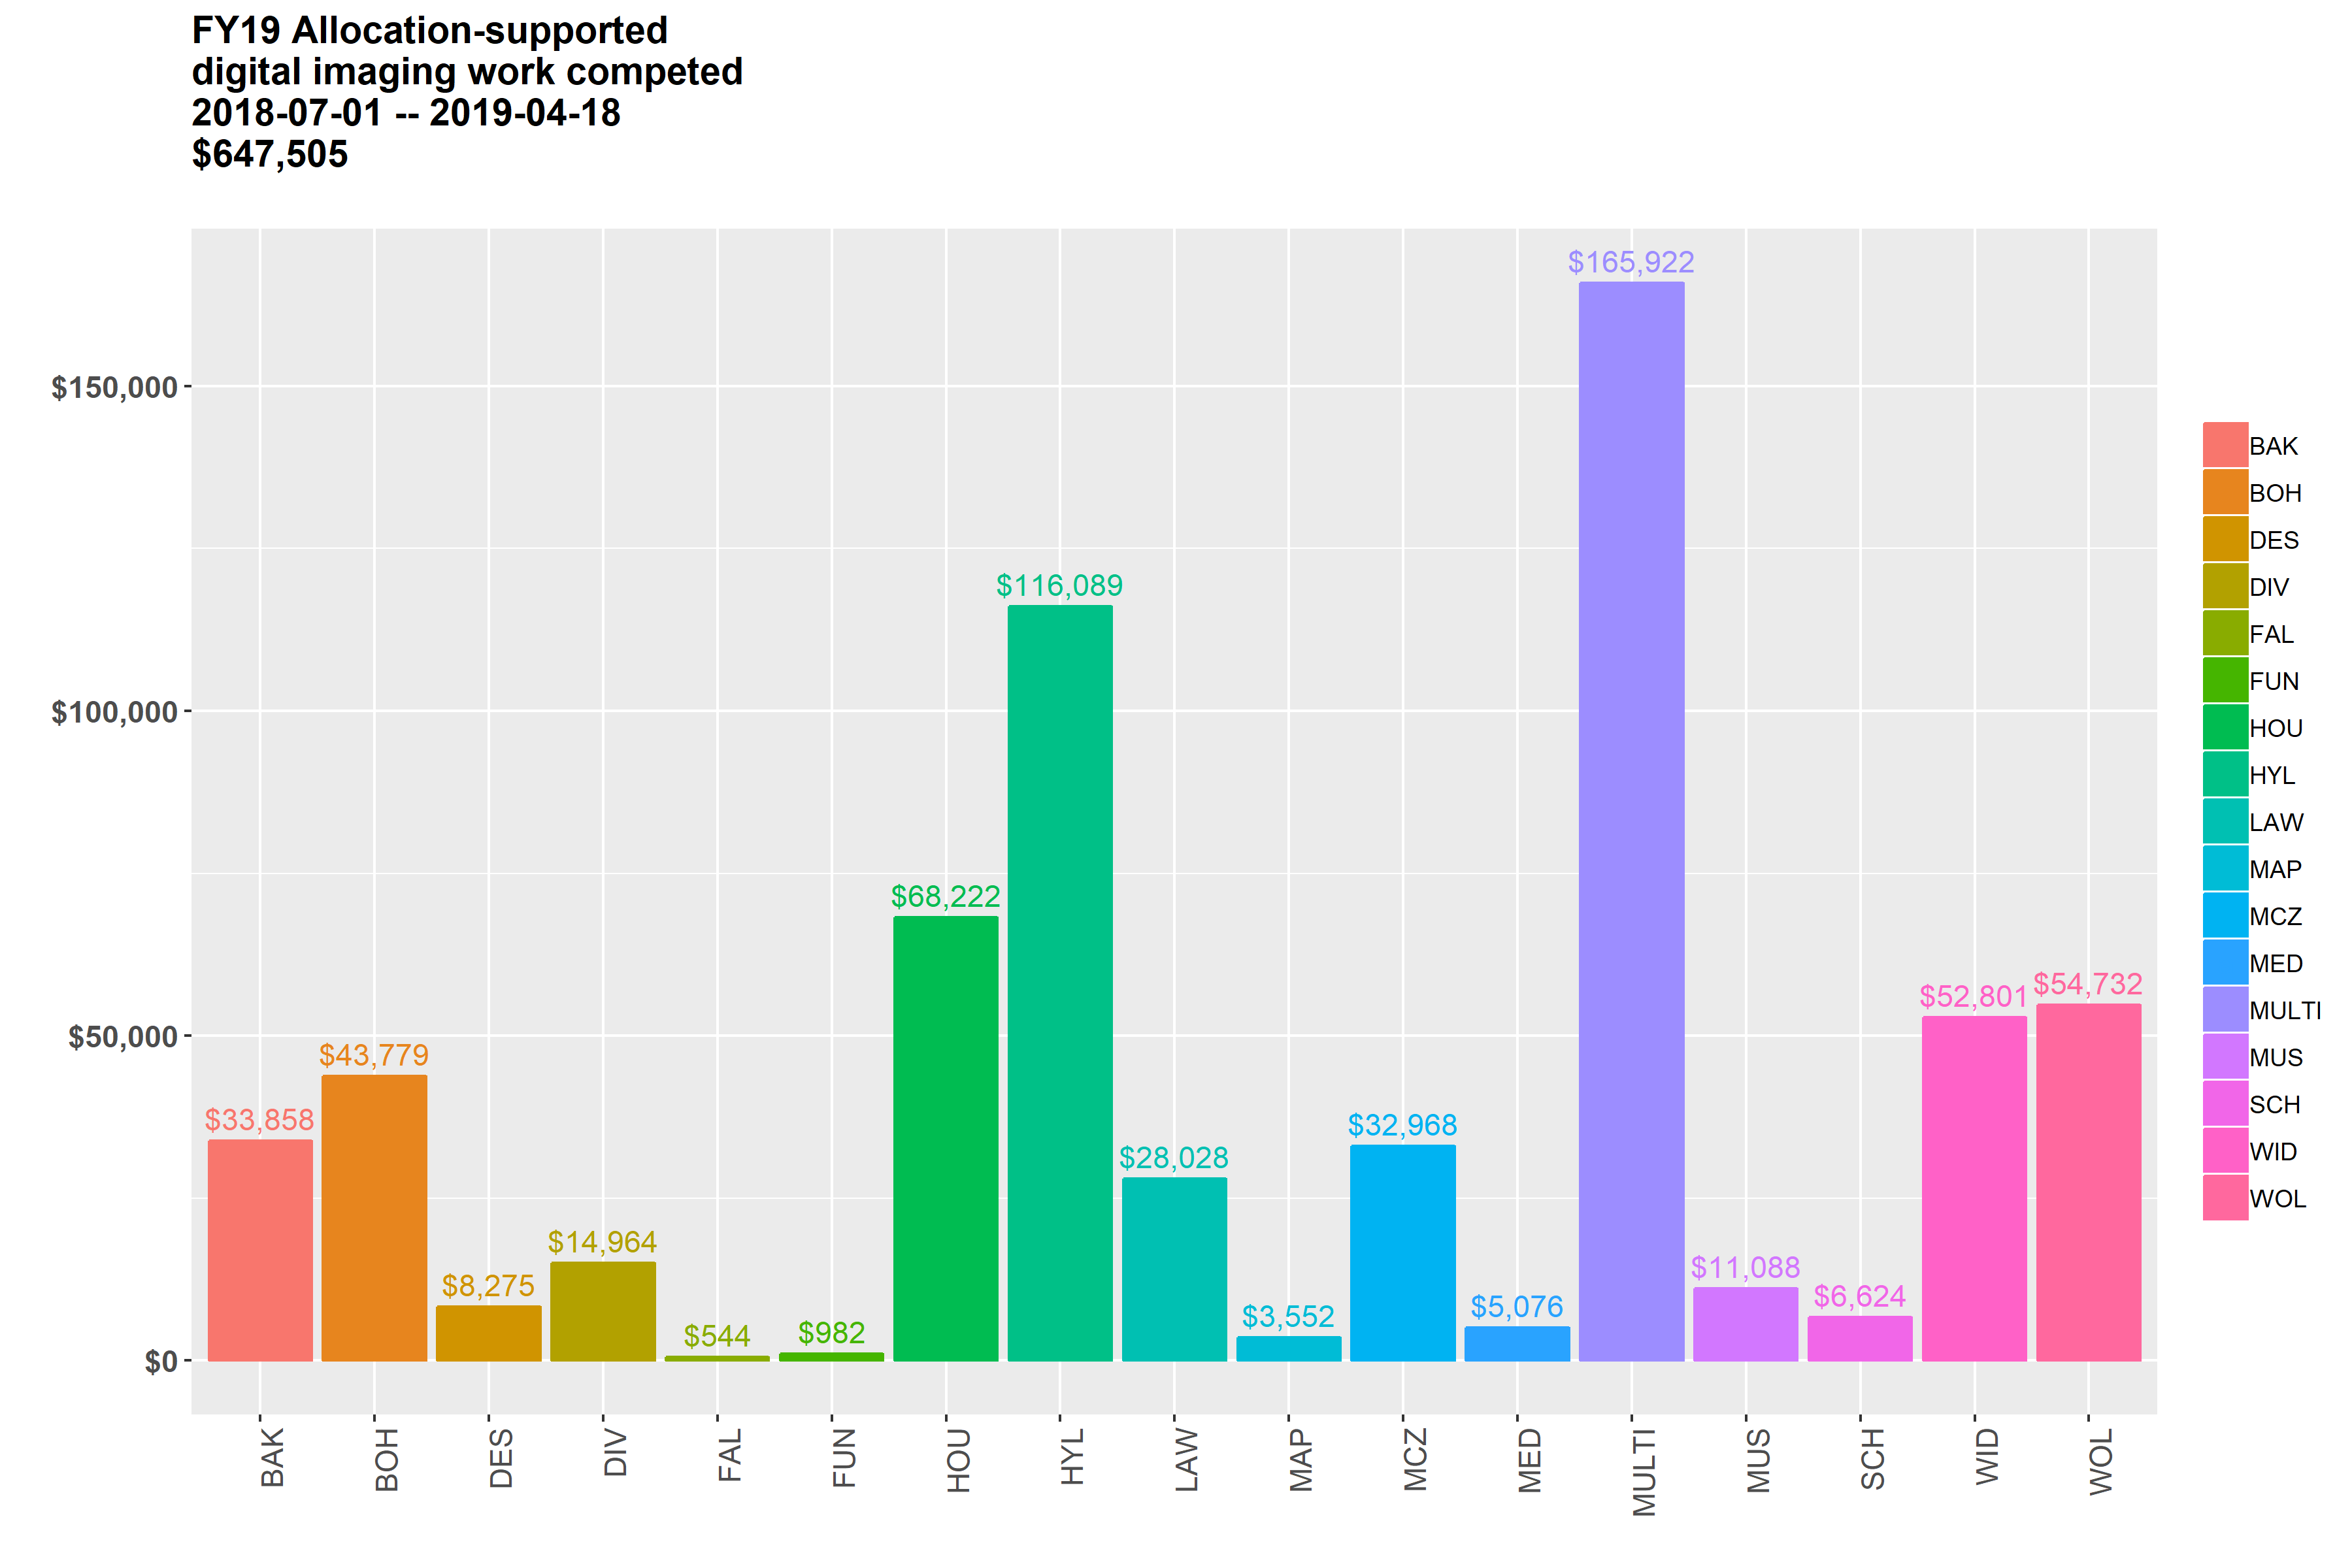 FY19 Allocation-supported
digital imaging work competed
2018-07-01 -- 2019-04-18
$647,505
$165,922
$150,000
$116,089
$100,000
$68,222
$52,801
$54,732
$50,000
$43,779
$33,858
$32,968
$28,028
$14,964
$11,088
$8,275
$6,624
$5,076
$3,552
$982
$544
$0
BAK
BOH
DES
DIV
FAL
FUN
HOU
HYL
LAW
MAP
MCZ
MED
MULTI
MUS
SCH
WID
WOL
BAK
BOH
DES
DIV
FAL
FUN
HOU
HYL
LAW
MAP
MCZ
MED
MULTI
MUS
SCH
WID
WOL